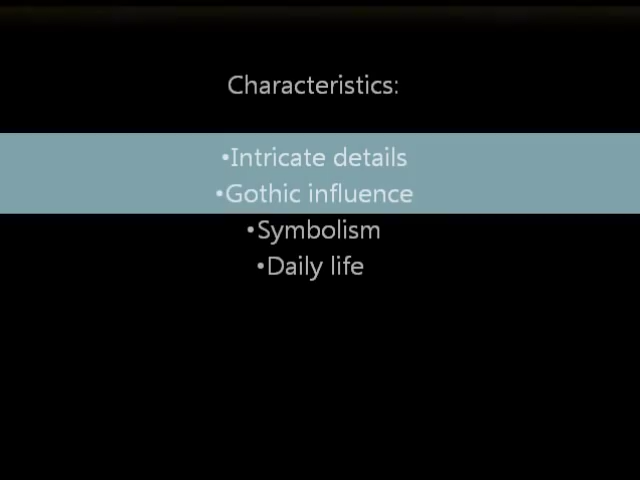 Characteristics:
•Intricate details
•Gothic influence
•Symbolism
•Daily life